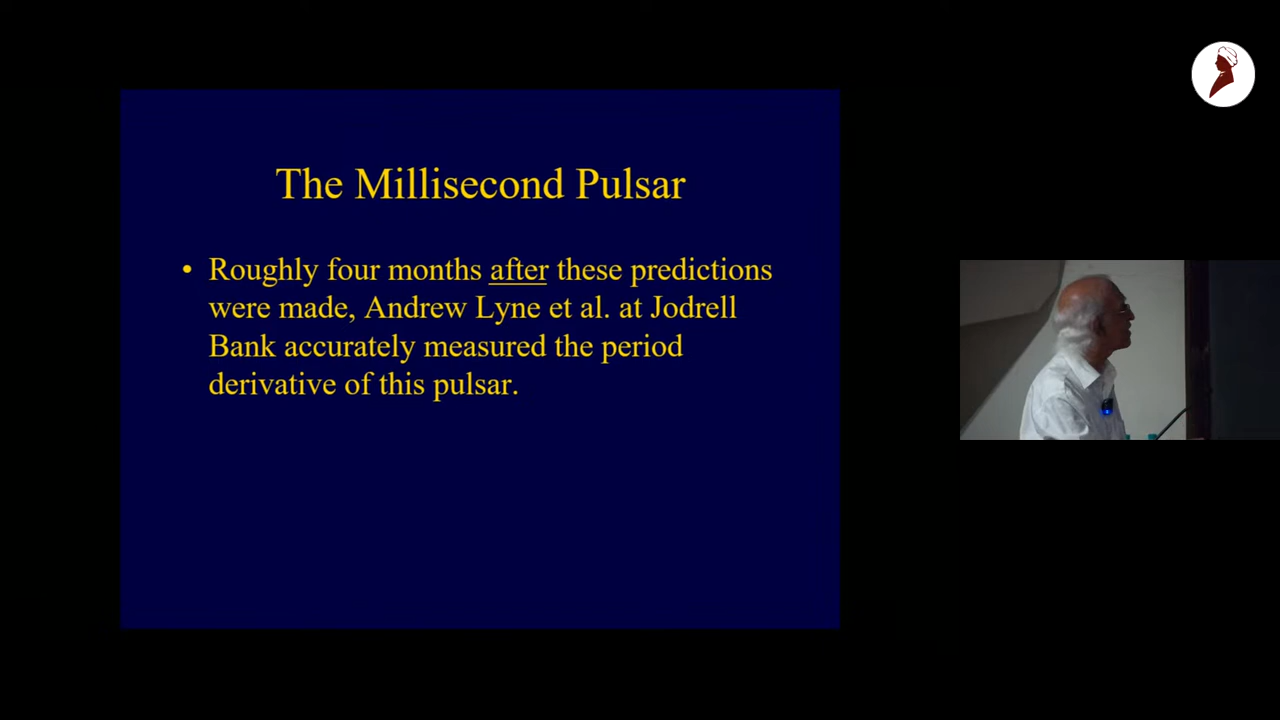 The Millisecond Pulsar
• Roughly four months after these predictions
were made, Andrew Lyne et al. at Jodrell
Bank accurately measured the period
derivative of this pulsar.